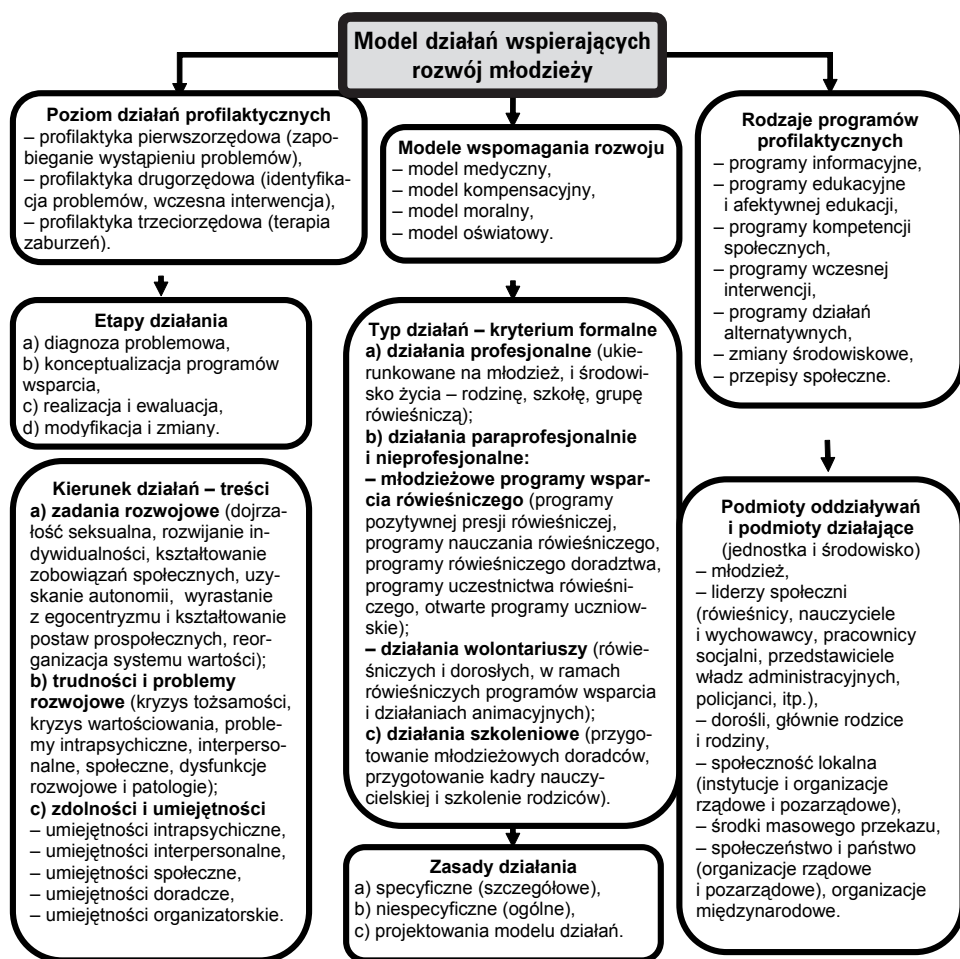 Model działań wspierających
rozwój młodzieży
Poziom działań profilaktycznych
– profilaktyka pierwszorzędowa (zapo-
bieganie wystąpieniu problemów),
– profilaktyka drugorzędowa (identyfika-
cja problemów, wczesna interwencja),
– profilaktyka trzeciorzędowa (terapia
zaburzeń).
Etapy działania
a) diagnoza problemowa,
b) konceptualizacja programów
wsparcia,
c) realizacja i ewaluacja,
d) modyfikacja i zmiany.
Kierunek działań – treści
a) zadania rozwojowe (dojrza-
łość seksualna, rozwijanie in-
dywidualności, kształtowanie
zobowiązań społecznych, uzy-
skanie autonomii, wyrastanie
z egocentryzmu i kształtowanie
postaw prospołecznych, reor-
ganizacja systemu wartości);
b) trudności i problemy
rozwojowe (kryzys tożsamości,
kryzys wartościowania, proble-
my intrapsychiczne, interperso-
nalne, społeczne, dysfunkcje
rozwojowe i patologie);
c) zdolności i umiejętności
– umiejętności intrapsychiczne,
– umiejętności interpersonalne,
– umiejętności społeczne,
– umiejętności doradcze,
– umiejętności organizatorskie.
Modele wspomagania rozwoju
– model medyczny,
– model kompensacyjny,
– model moralny,
– model oświatowy.
Typ działań – kryterium formalne
a) działania profesjonalne (ukie-
runkowane na młodzież, i środowi-
sko życia – rodzinę, szkołę, grupę
rówieśniczą);
b) działania paraprofesjonalnie
i nieprofesjonalne:
– młodzieżowe programy wspar-
cia rówieśniczego (programy
pozytywnej presji rówieśniczej,
programy nauczania rówieśniczego,
programy rówieśniczego doradztwa,
programy uczestnictwa rówieśni-
czego, otwarte programy uczniow-
skie);
– działania wolontariuszy (rówie-
śniczych i dorosłych, w ramach
rówieśniczych programów wsparcia
i działaniach animacyjnych);
c) działania szkoleniowe (przygo-
towanie młodzieżowych doradców,
przygotowanie kadry nauczy-
cielskiej i szkolenie rodziców).
Zasady działania
a) specyficzne (szczegółowe),
b) niespecyficzne (ogólne),
c) projektowania modelu działań.
Rodzaje programów
profilaktycznych
– programy informacyjne,
– programy edukacyjne
i afektywnej edukacji,
– programy kompetencji
społecznych,
– programy wczesnej
interwencji,
– programy działań
alternatywnych,
– zmiany środowiskowe,
– przepisy społeczne.
Podmioty oddziaływań
i podmioty działające
(jednostka i środowisko)
– młodzież,
– liderzy społeczni
(rówieśnicy, nauczyciele
i wychowawcy, pracownicy
socjalni, przedstawiciele
władz administracyjnych,
policjanci, itp.),
– dorośli, głównie rodzice
i rodziny,
– społeczność lokalna
(instytucje i organizacje
rządowe i pozarządowe),
– środki masowego przekazu,
– społeczeństwo i państwo
(organizacje rządowe
i pozarządowe), organizacje
międzynarodowe.